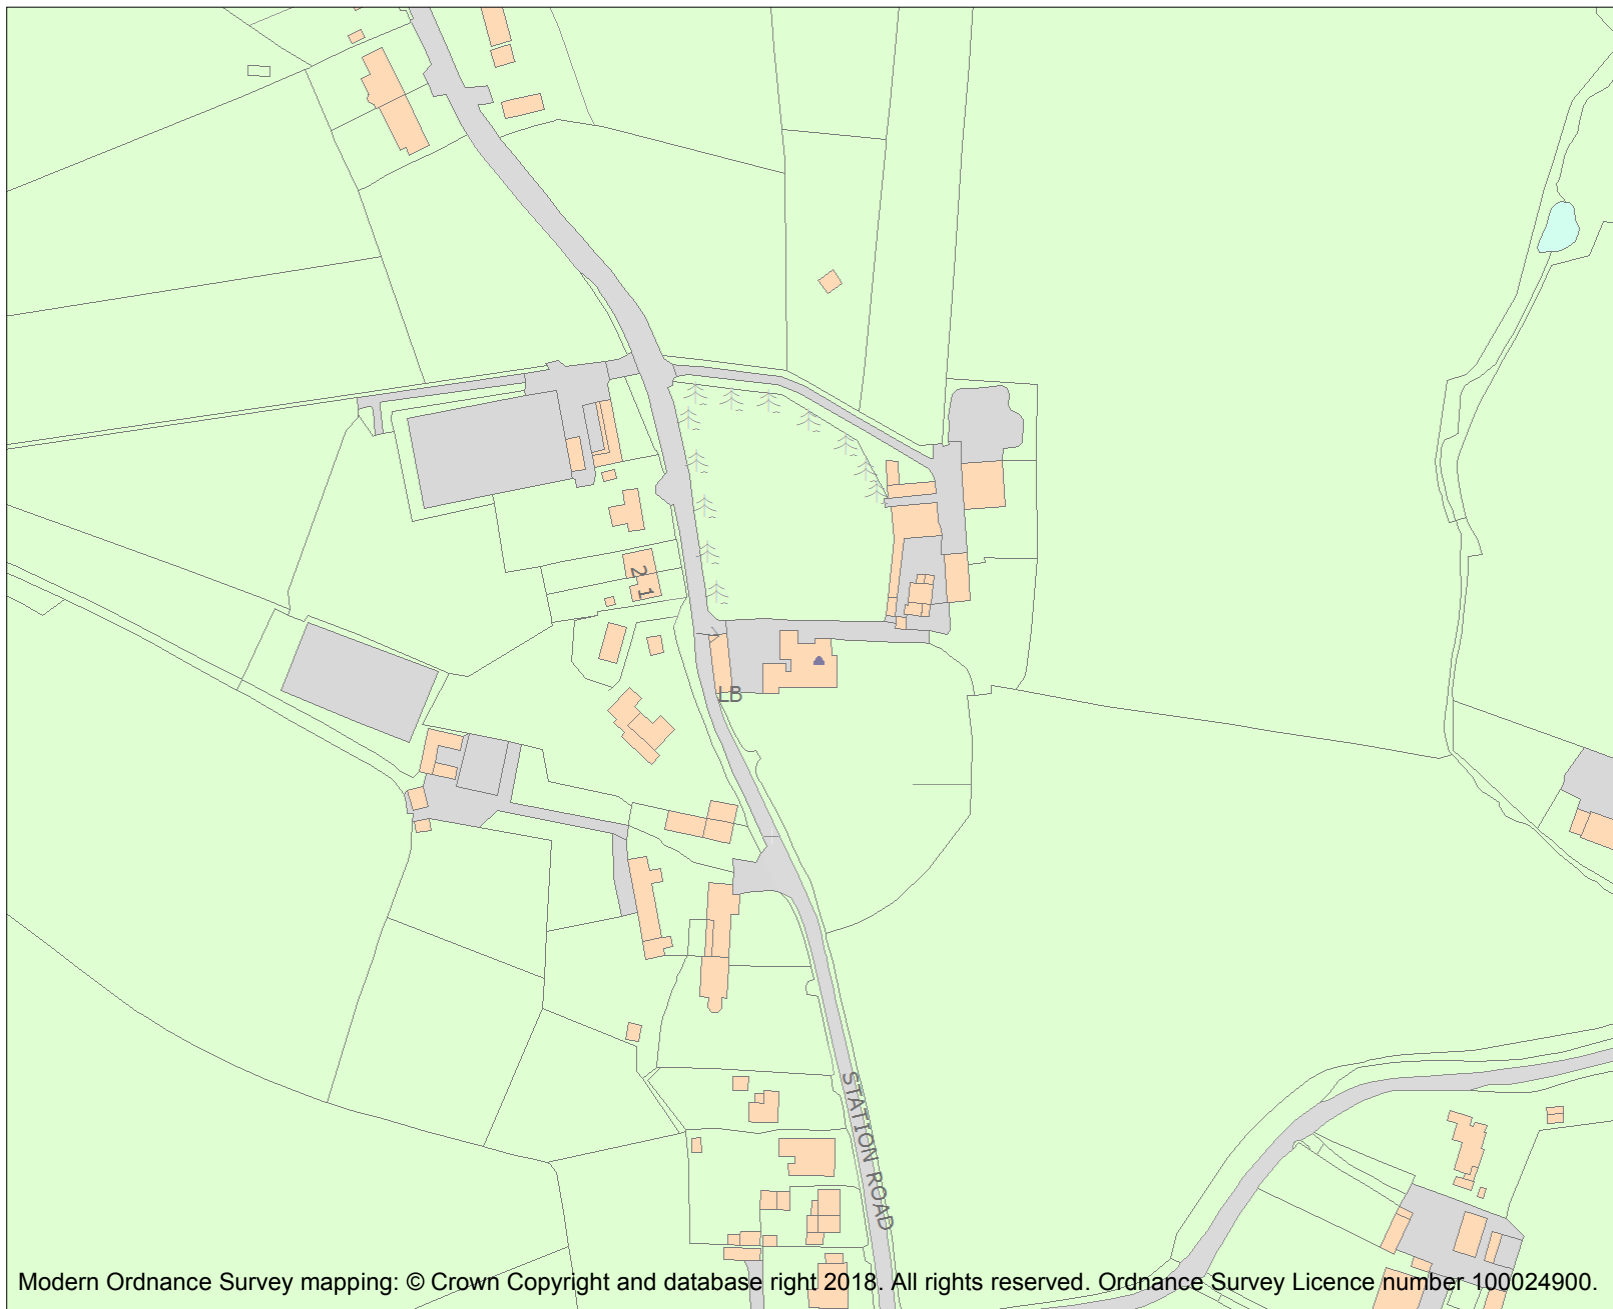 2
1
LB
STATION ROAD
Modern Ordnance Survey mapping: © Crown Copyright and database right 2018. All rights reserved. Ordnance Survey Licence number 100024900.